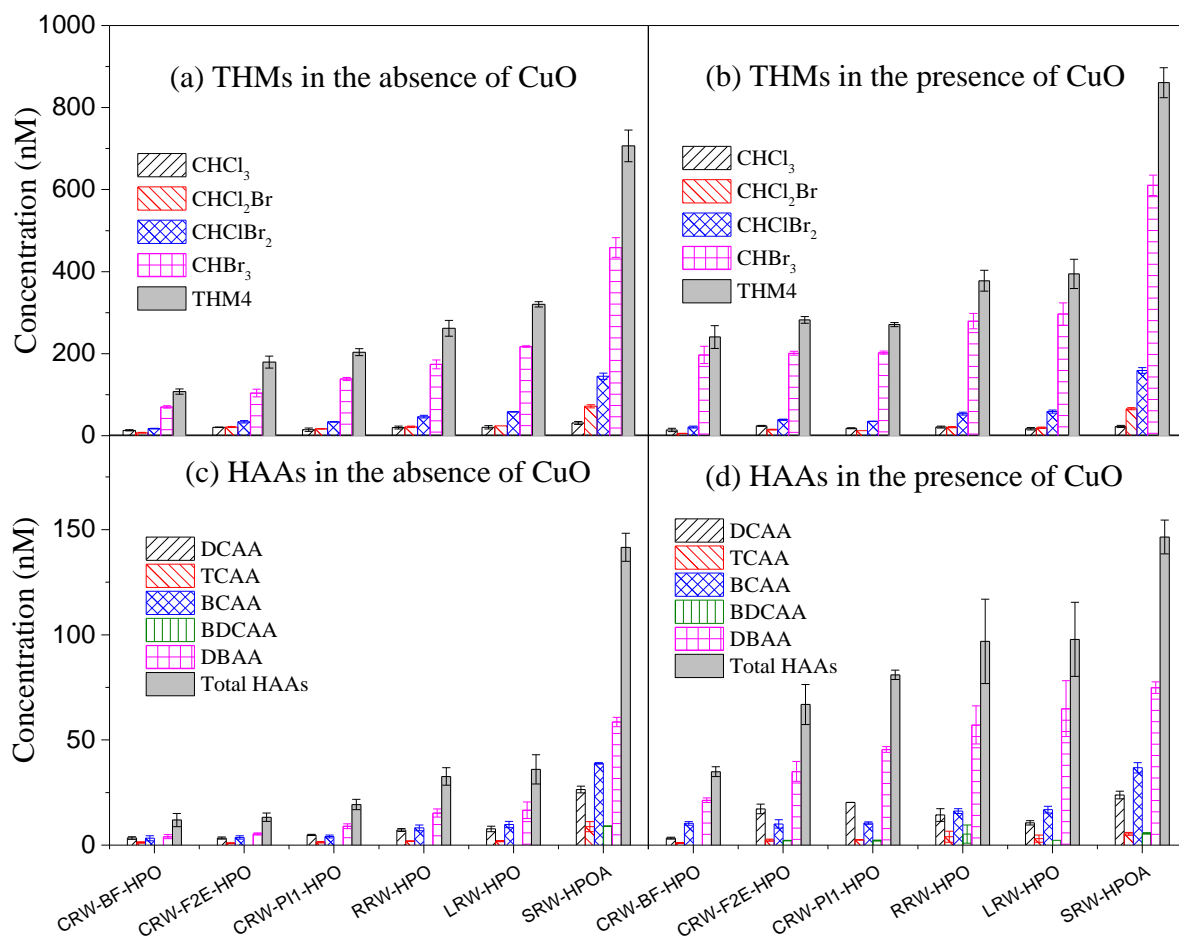 1000
800
600
400
200
0
Concentration (nM)
(a) THMs in the absence of CuO
CHCl₃
CHCl₂Br
CHClBr₂
CHBr₃
THM4
(b) THMs in the presence of CuO
CHCl₃
CHCl₂Br
CHClBr₂
CHBr₃
THM4
150
100
50
0
Concentration (nM)
(c) HAAs in the absence of CuO
DCAA
TCAA
BCAA
BDCAA
DBAA
Total HAAs
(d) HAAs in the presence of CuO
DCAA
TCAA
BCAA
BDCAA
DBAA
Total HAAs
CRW-BF-HPO
CRW-F2E-HPO
CRW-PI1-HPO
RRW-HPO
LRW-HPO
SRW-HPOA
CRW-BF-HPO
CRW-F2E-HPO
CRW-PI1-HPO
RRW-HPO
LRW-HPO
SRW-HPOA